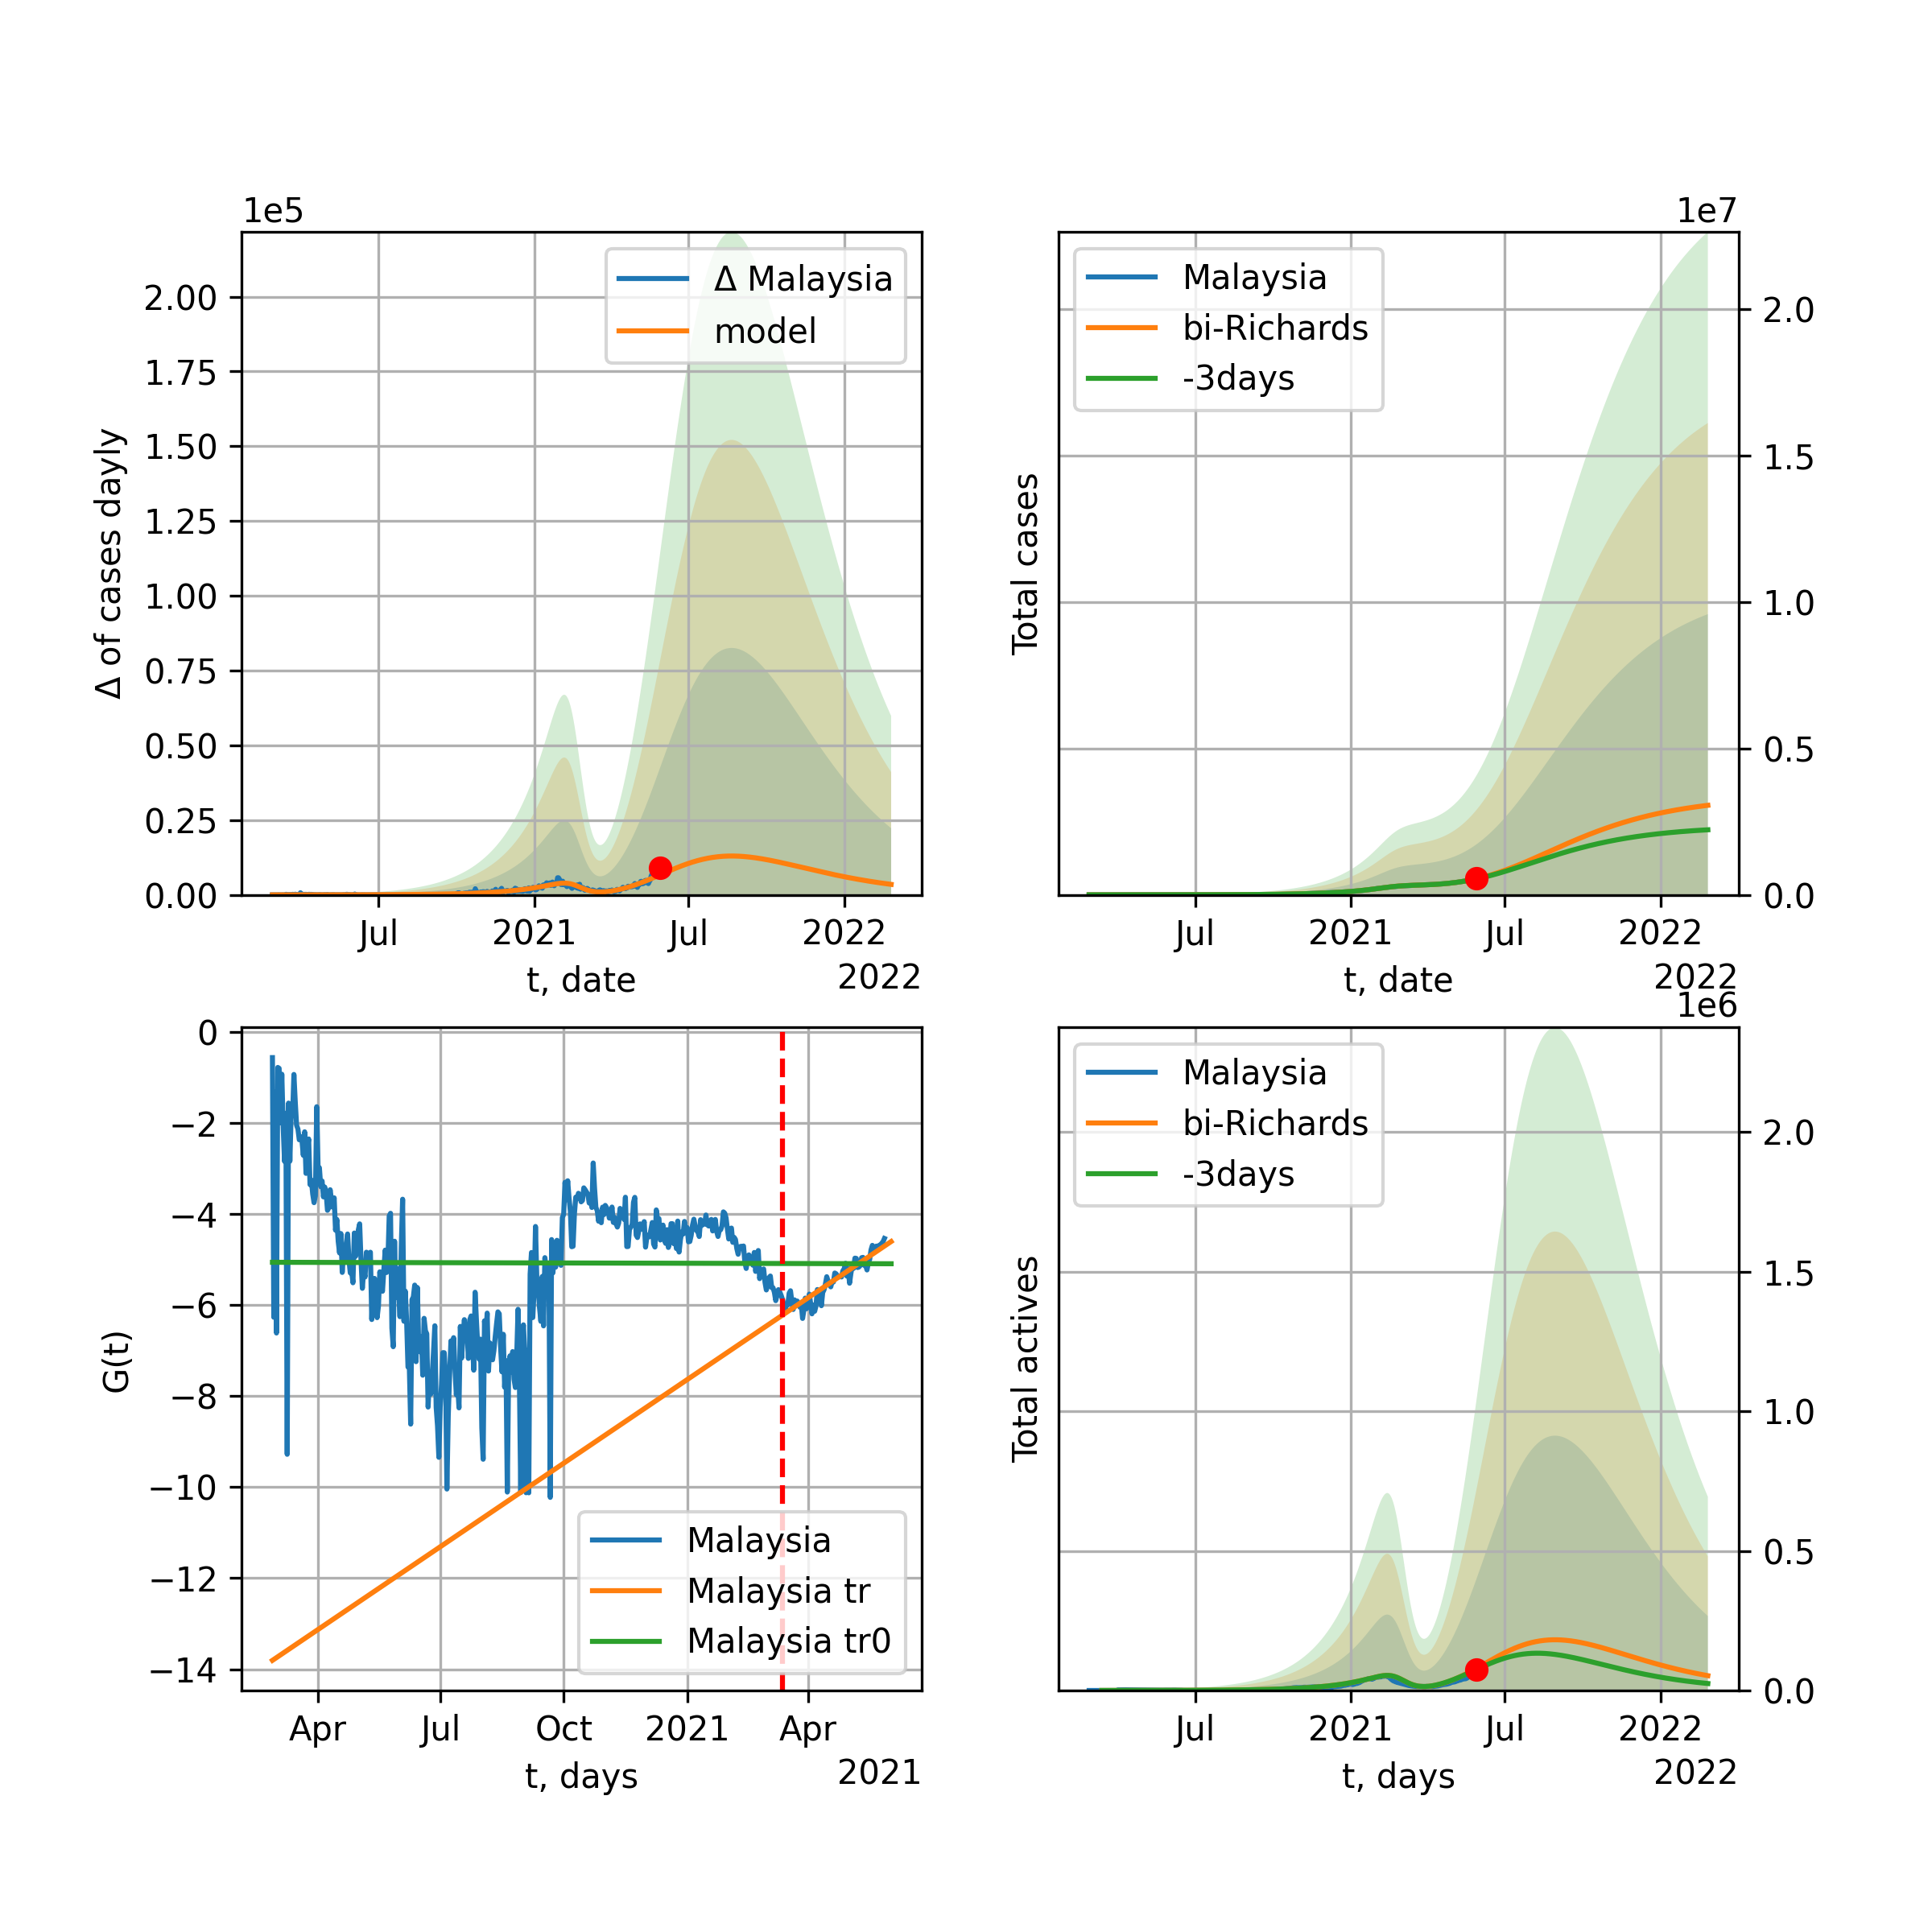 1e5
Δ of cases dayly
2.00
1.75
1.50
1.25
1.00
0.75
0.50
0.25
0.00
Δ Malaysia
model
Jul
2021
Jul
2022
t, date
2022
1e7
Total cases
Malaysia
bi-Richards
-3days
2.0
1.5
1.0
0.5
0.0
Jul
2021
Jul
2022
t, date
2022
G(t)
0
−2
−4
−6
−8
−10
−12
−14
Malaysia
Malaysia tr
Malaysia tr0
Apr
Jul
Oct
2021
Apr
t, days
2021
1e6
Total actives
Malaysia
bi-Richards
-3days
2.0
1.5
1.0
0.5
0.0
Jul
2021
Jul
2022
t, days
2022